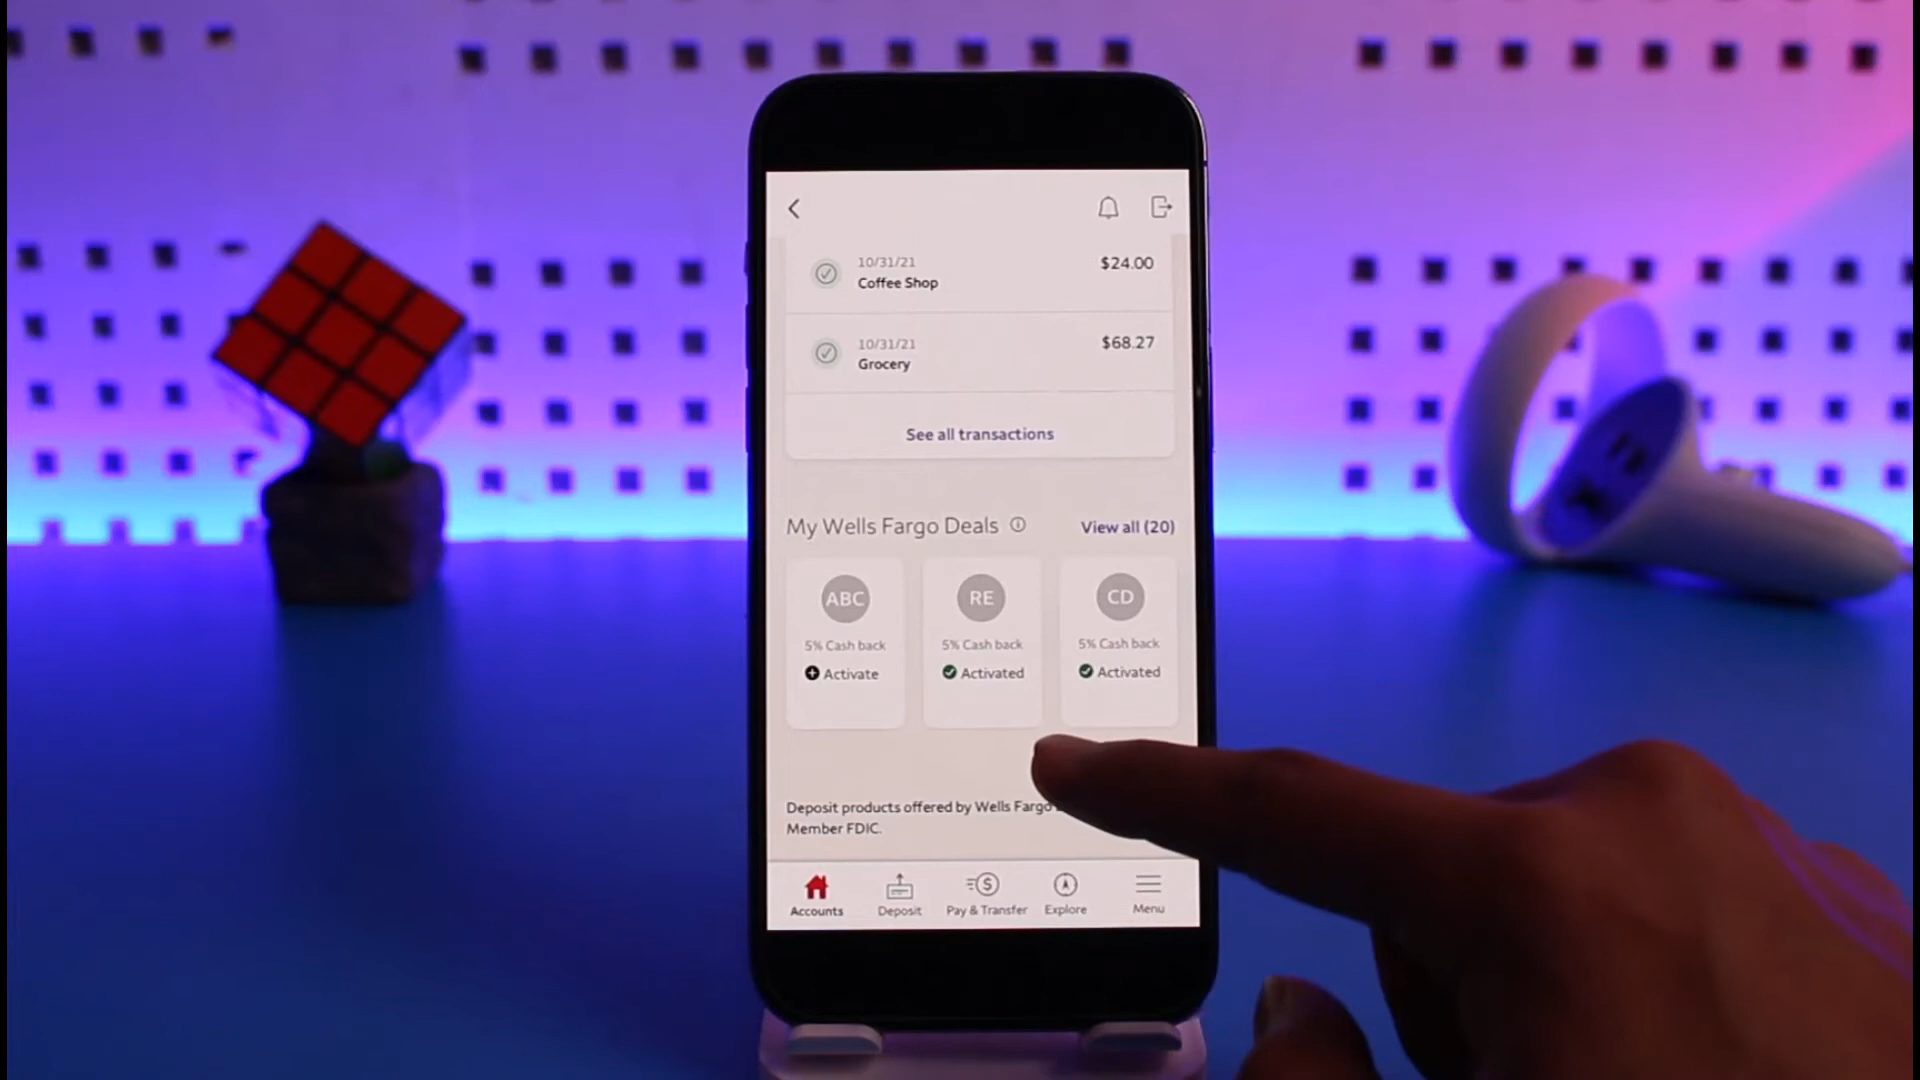 10/31/21
$24.00
Coffee Shop
10/31/21
$68.27
Grocery
See all transactions
My Wells Fargo Deals
View all (20)
ABC
RE
CD
5% Cash back
5% Cash back
5% Cash back
Activate
Activated
Activated
Deposit products offered by Wells Fargo
Member FDIC.
Accounts
Deposit
Pay & Transfer
Explore
Menu